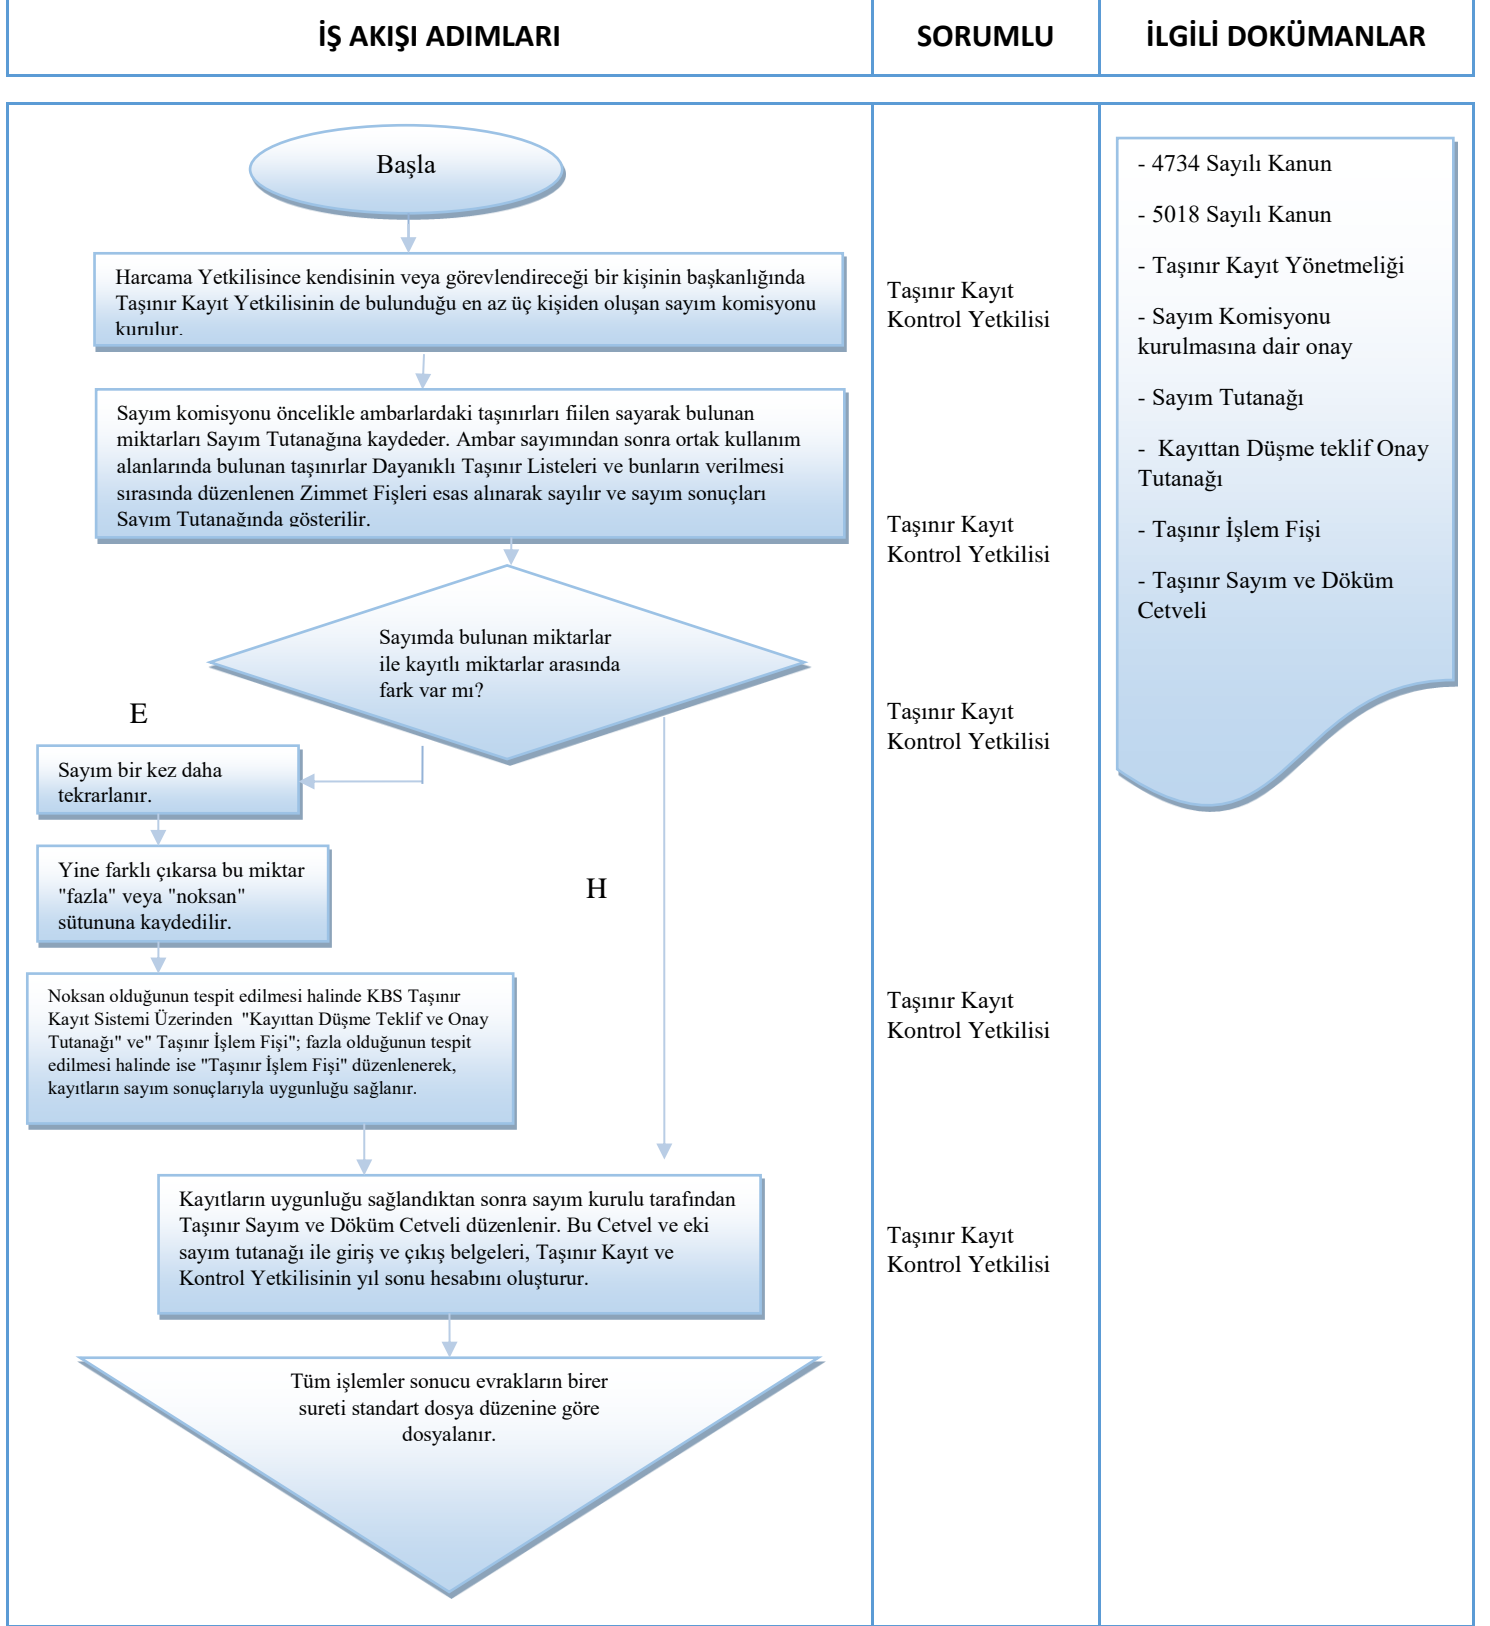 İŞ AKIŞI ADIMLARI
SORUMLU
İLGİLİ DOKÜMANLAR
Başla
Harcama Yetkilisince kendisinin veya görevlendireceği bir kişinin başkanlığında
Taşınır Kayıt Yetkilisinin de bulunduğu en az üç kişiden oluşan sayım komisyonu
kurulur.
Sayım komisyonu öncelikle ambarlardaki taşınırları fiilen sayarak bulunan
miktarları Sayım Tutanağına kaydeder. Ambar sayımından sonra ortak kullanım
alanlarında bulunan taşınırlar Dayanıklı Taşınır Listeleri ve bunların verilmesi
sırasında düzenlenen Zimmet Fişleri esas alınarak sayılır ve sayım sonuçları
Sayım Tutanağında gösterilir.
Sayımda bulunan miktarlar
ile kayıtlı miktarlar arasında
fark var mı?
E
Sayım bir kez daha
tekrarlanır.
Yine farklı çıkarsa bu miktar
"fazla" veya "noksan"
sütununa kaydedilir.
H
Noksan olduğunun tespit edilmesi halinde KBS Taşınır
Kayıt Sistemi Üzerinden  "Kayıttan Düşme Teklif ve Onay
Tutanağı" ve" Taşınır İşlem Fişi"; fazla olduğunun tespit
edilmesi halinde ise "Taşınır İşlem Fişi" düzenlenerek,
kayıtların sayım sonuçlarıyla uygunluğu sağlanır.
Kayıtların uygunluğu sağlandıktan sonra sayım kurulu tarafından
Taşınır Sayım ve Döküm Cetveli düzenlenir. Bu Cetvel ve eki
sayım tutanağı ile giriş ve çıkış belgeleri, Taşınır Kayıt ve
Kontrol Yetkilisinin yıl sonu hesabını oluşturur.
Tüm işlemler sonucu evrakların birer
sureti standart dosya düzenine göre
dosyalanır.
Taşınır Kayıt
Kontrol Yetkilisi
Taşınır Kayıt
Kontrol Yetkilisi
Taşınır Kayıt
Kontrol Yetkilisi
Taşınır Kayıt
Kontrol Yetkilisi
Taşınır Kayıt
Kontrol Yetkilisi
- 4734 Sayılı Kanun
- 5018 Sayılı Kanun
- Taşınır Kayıt Yönetmeliği
- Sayım Komisyonu
kurulmasına dair onay
- Sayım Tutanağı
-  Kayıttan Düşme teklif Onay
Tutanağı
- Taşınır İşlem Fişi
- Taşınır Sayım ve Döküm
Cetveli